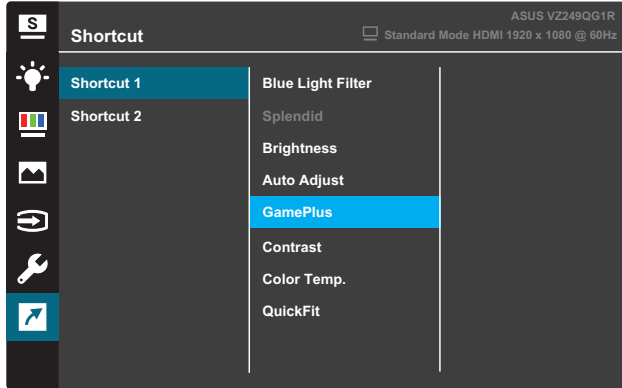 S
ASUS VZ249QG1R
Shortcut
Standard Mode HDMI 1920 x 1080 @ 60Hz
Shortcut 1
Shortcut 2
Blue Light Filter
Splendid
Brightness
Auto Adjust
GamePlus
Contrast
Color Temp.
QuickFit